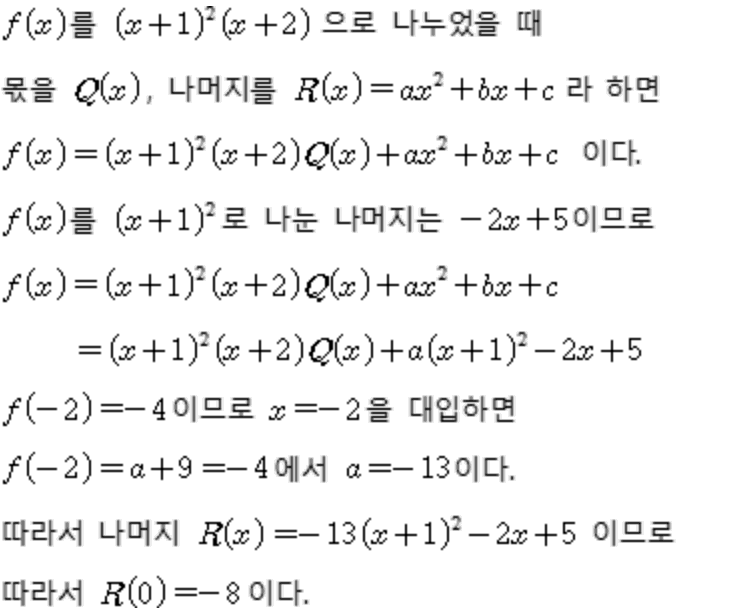 f(x)를 (x+1)²(x+2) 으로 나누었을 때
몫을 Q(x), 나머지를 R(x)=ax²+bx+c 라 하면
f(x)=(x+1)²(x+2)Q(x)+ax²+bx+c 이다.
f(x)를 (x+1)²로 나눈 나머지는 -2x+5이므로
f(x)=(x+1)²(x+2)Q(x)+ax²+bx+c
=(x+1)²(x+2)Q(x)+a(x+1)²-2x+5
f(-2)=-4이므로 x=-2을 대입하면
f(-2)=a+9=-4에서 a=-13이다.
따라서 나머지 R(x)=-13(x+1)²-2x+5 이므로
따라서 R(0)=-8이다.